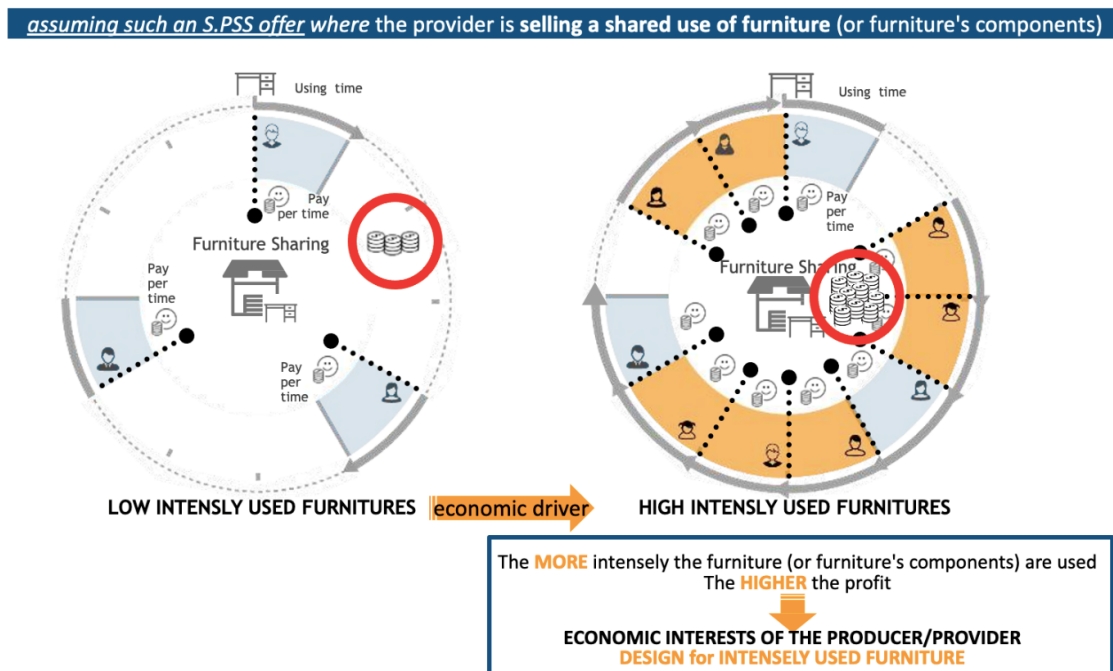 assuming such an S.PSS offer where the provider is selling a shared use of furniture (or furniture's components)
Using time
Pay
per time
Furniture Sharing
Pay
per
time
Pay
per
time
LOW INTENSLY USED FURNITURES
economic driver
Using time
Pay
per
time
Furniture Sharing
HIGH INTENSLY USED FURNITURES
The MORE intensely the furniture (or furniture's components) are used
The HIGHER the profit
ECONOMIC INTERESTS OF THE PRODUCER/PROVIDER
DESIGN for INTENSELY USED FURNITURE